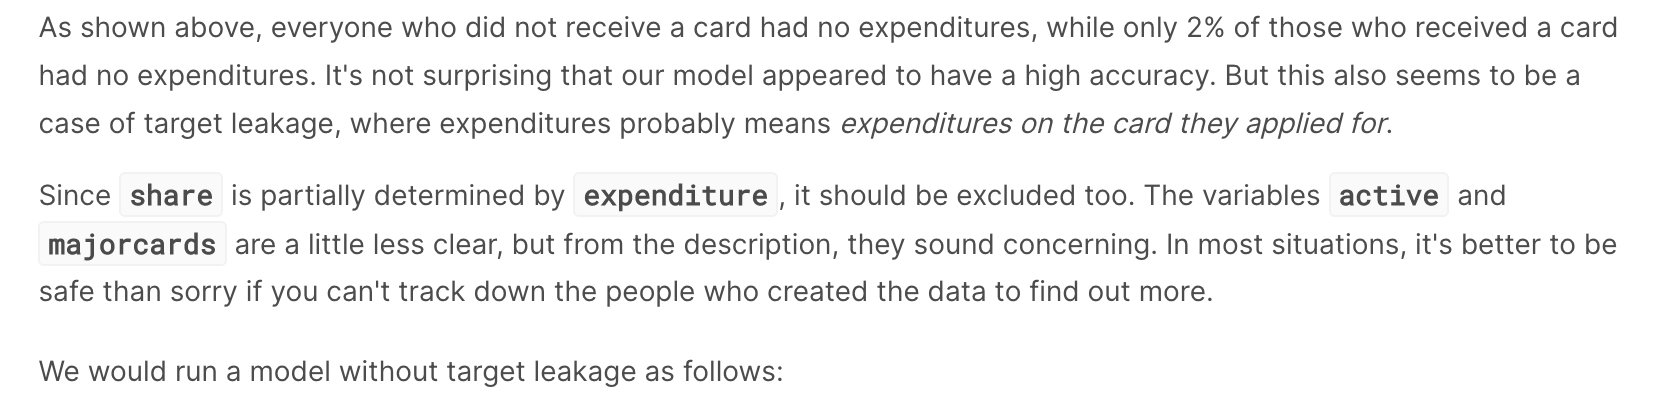 As shown above, everyone who did not receive a card had no expenditures, while only 2% of those who received a card
had no expenditures. It's not surprising that our model appeared to have a high accuracy. But this also seems to be a
case of target leakage, where expenditures probably means expenditures on the card they applied for.
Since share is partially determined by expenditure, it should be excluded too. The variables active and
majorcards are a little less clear, but from the description, they sound concerning. In most situations, it's better to be
safe than sorry if you can't track down the people who created the data to find out more.
We would run a model without target leakage as follows: